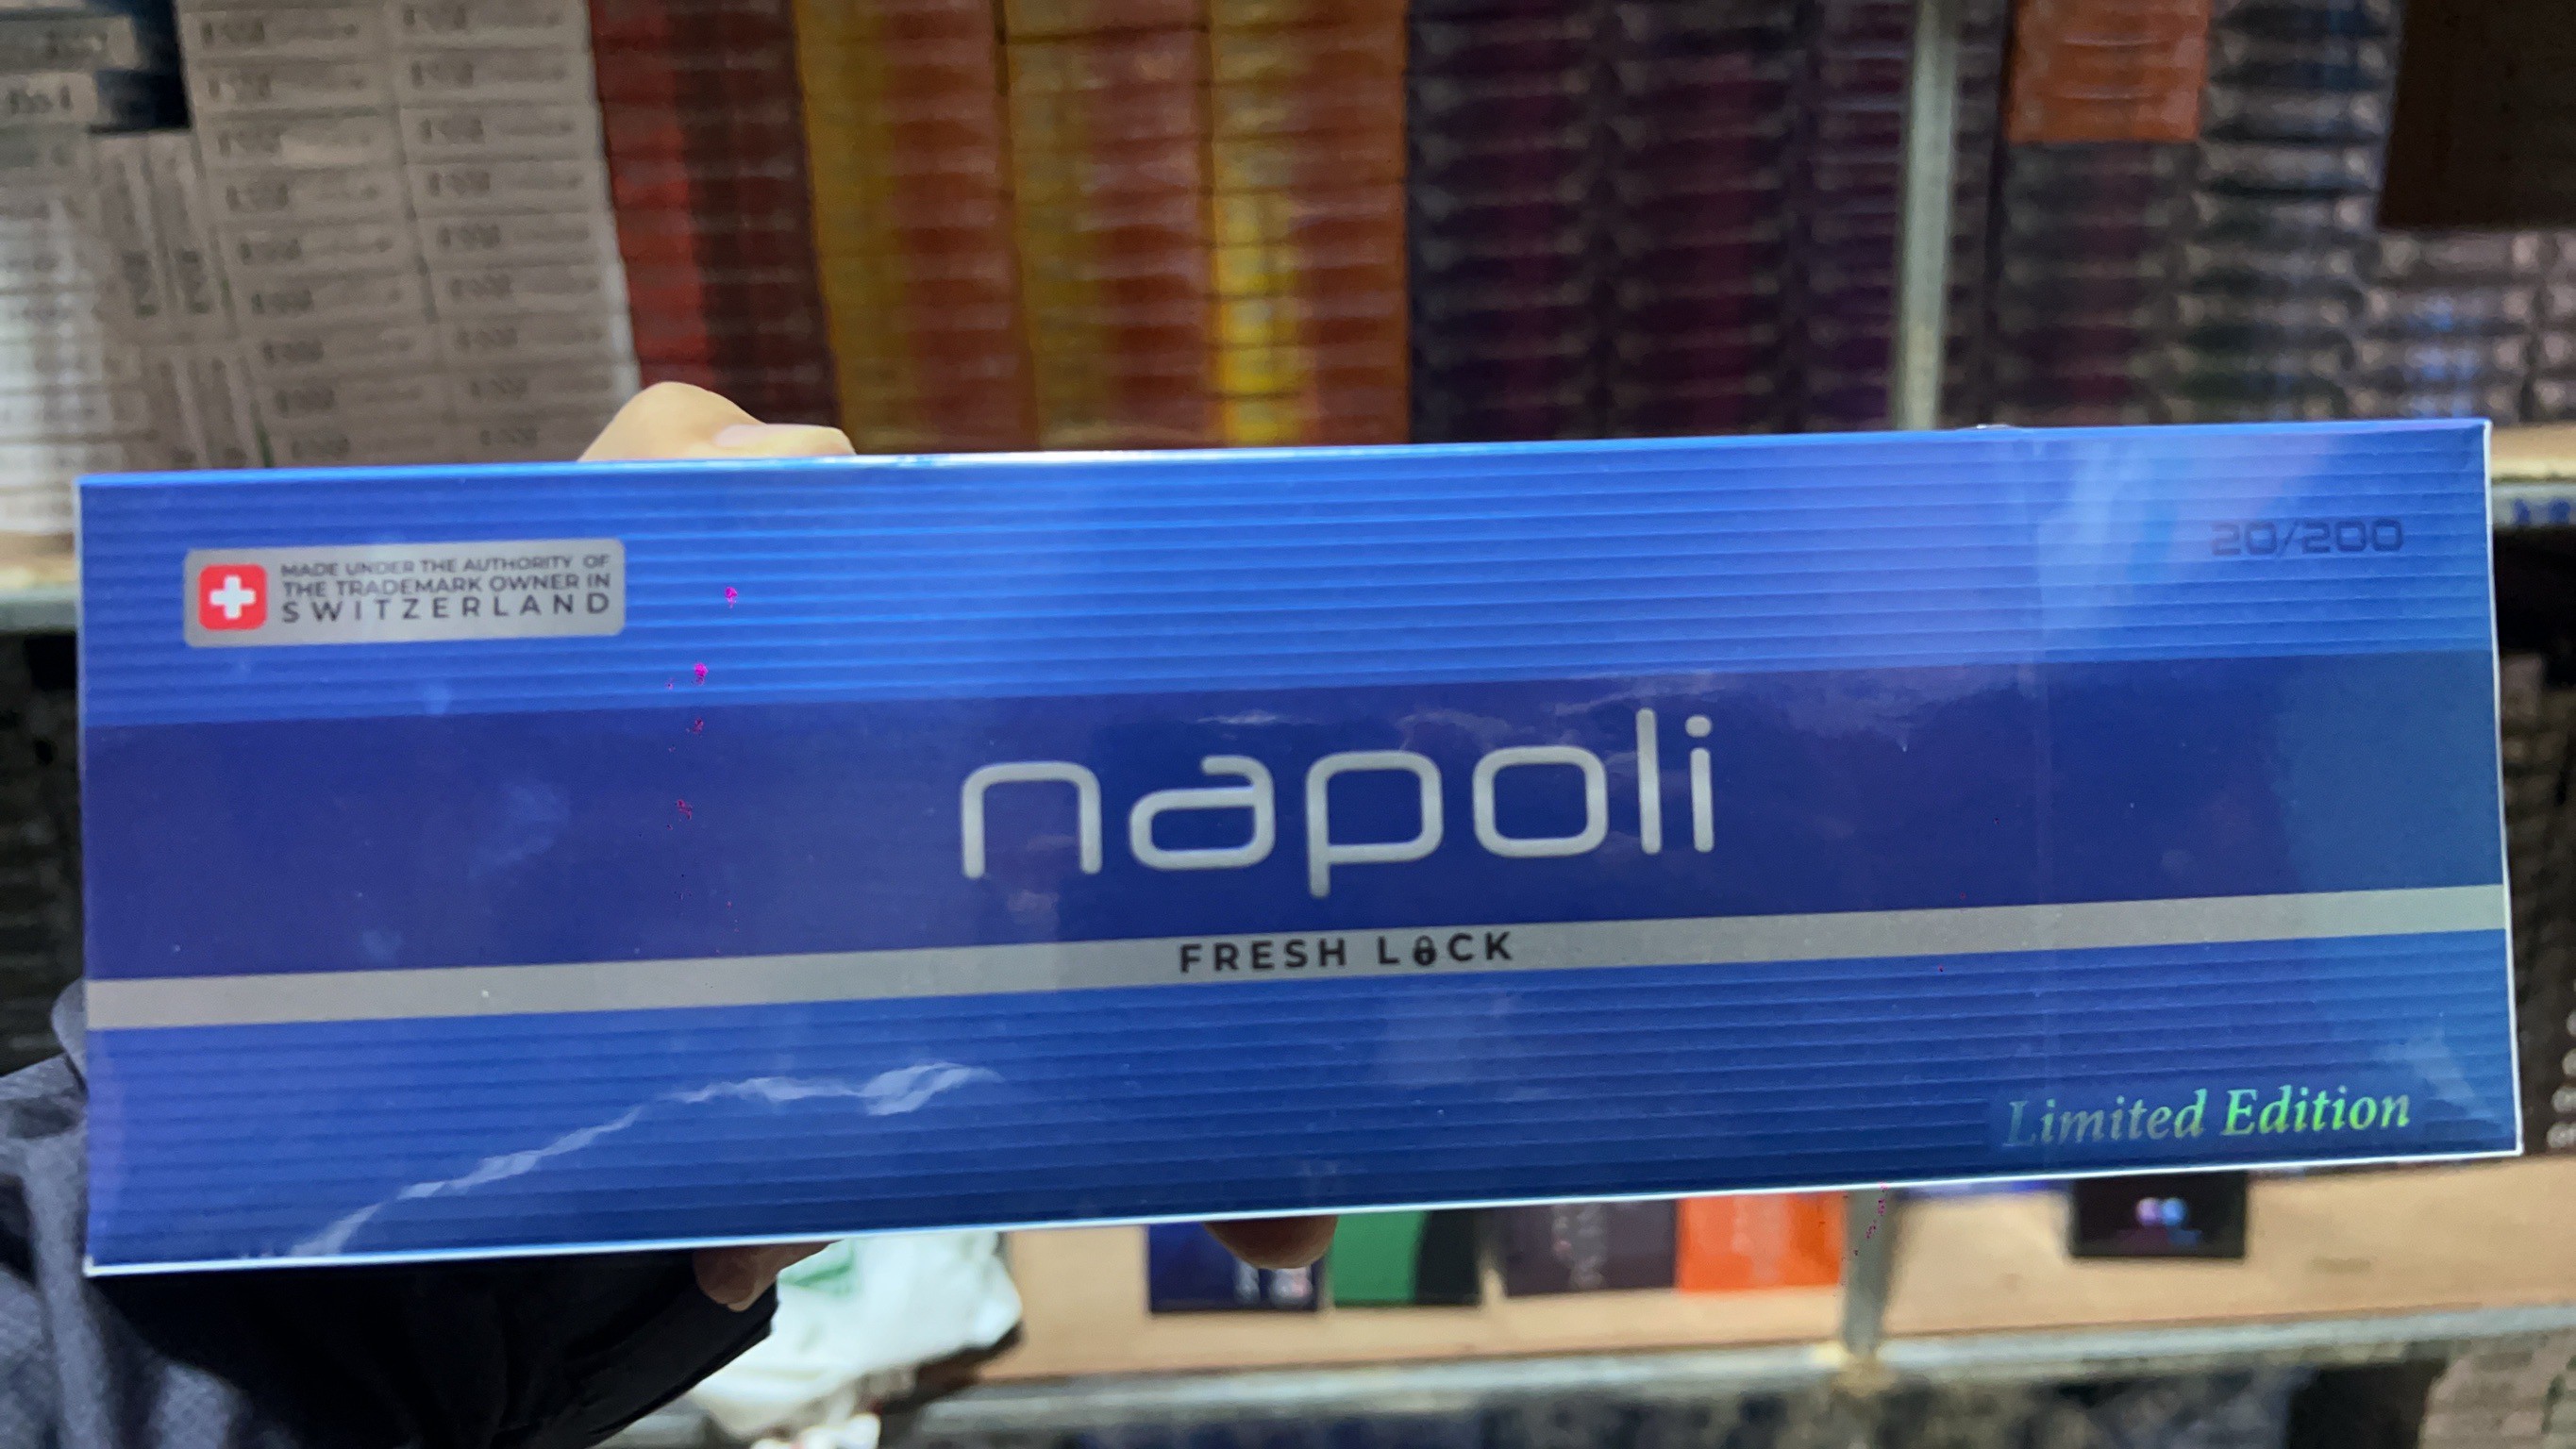 MADE UNDER THE AUTHORITY OF
THE TRADEMARK OWNER IN
SWITZERLAND
20/200
napoli
FRESH LOCK
Limited Edition